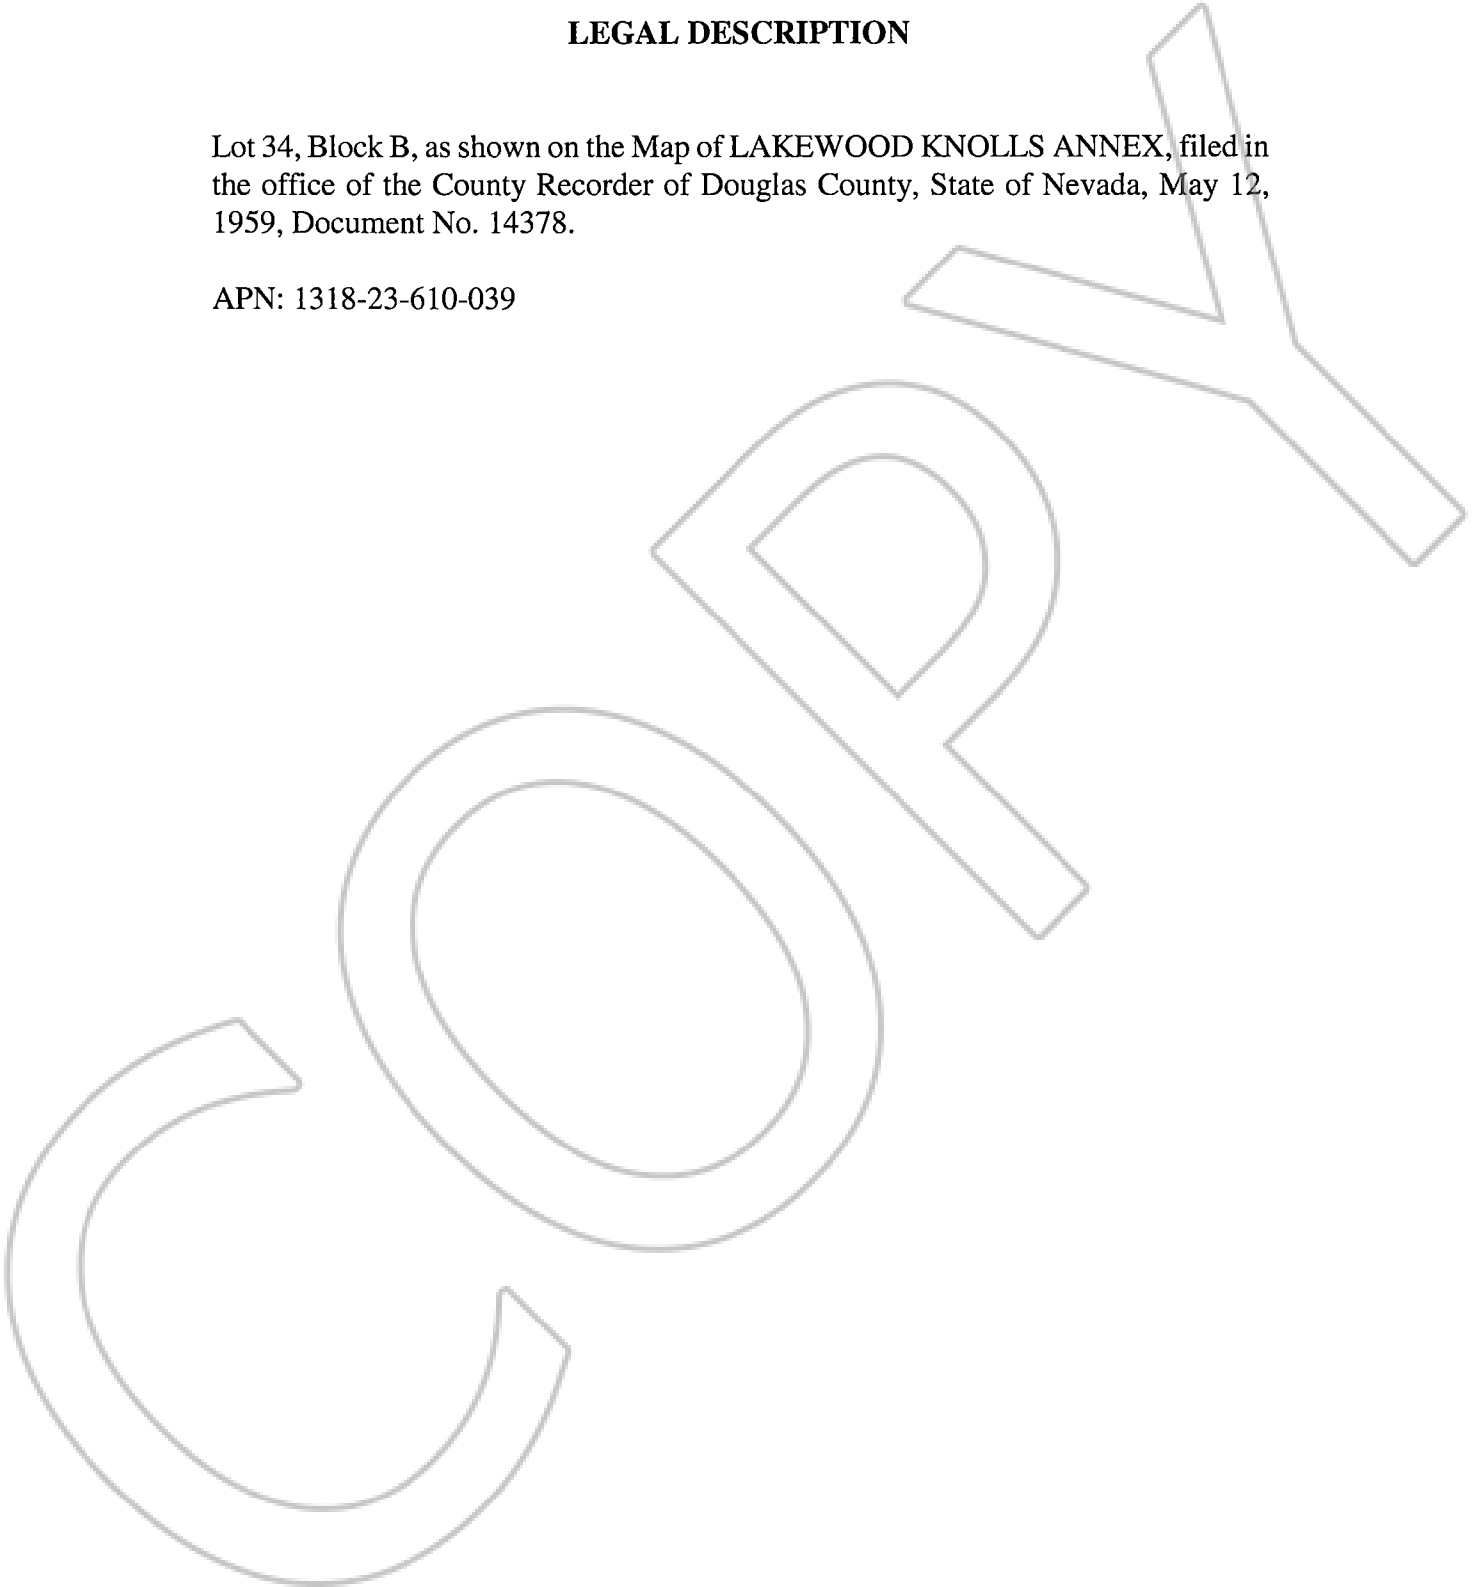 LEGAL DESCRIPTION
Lot 34, Block B, as shown on the Map of LAKEWOOD KNOLLS ANNEX, filed in
the office of the County Recorder of Douglas County, State of Nevada, May 12,
1959, Document No. 14378.
APN: 1318-23-610-039
COPY